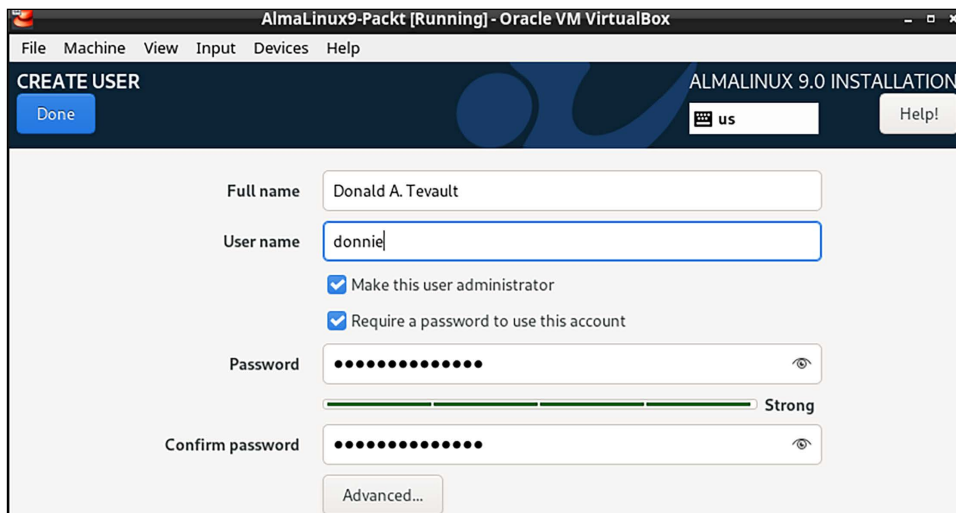 AlmaLinux9-Packt [Running] - Oracle VM VirtualBox
File Machine View Input Devices Help
CREATE USER
ALMALINUX 9.0 INSTALLATION
Done
us
Help!
Full name Donald A. Tevault
User name donnie
Make this user administrator
Require a password to use this account
Password ••••••••••••••
Strong
Confirm password ••••••••••••••
Advanced...